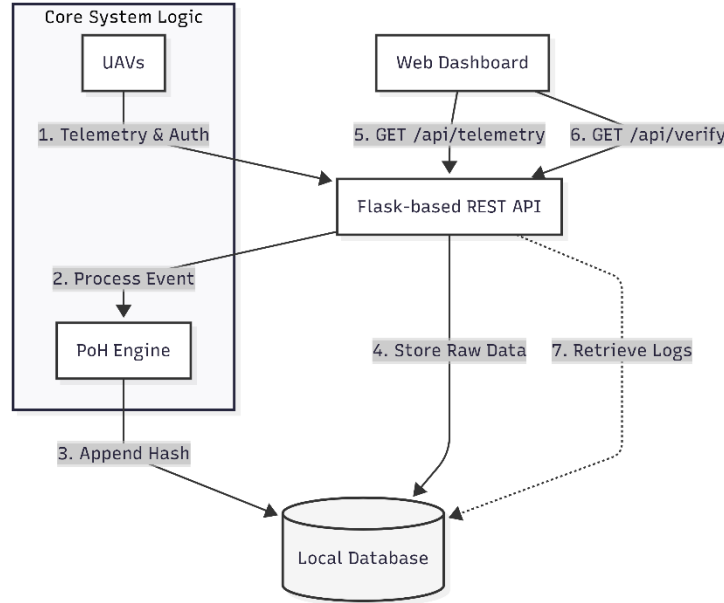 Core System Logic
UAVs
Web Dashboard
1. Telemetry & Auth
5. GET /api/telemetry
6. GET /api/verify
Flask-based REST API
2. Process Event
PoH Engine
4. Store Raw Data
7. Retrieve Logs
3. Append Hash
Local Database